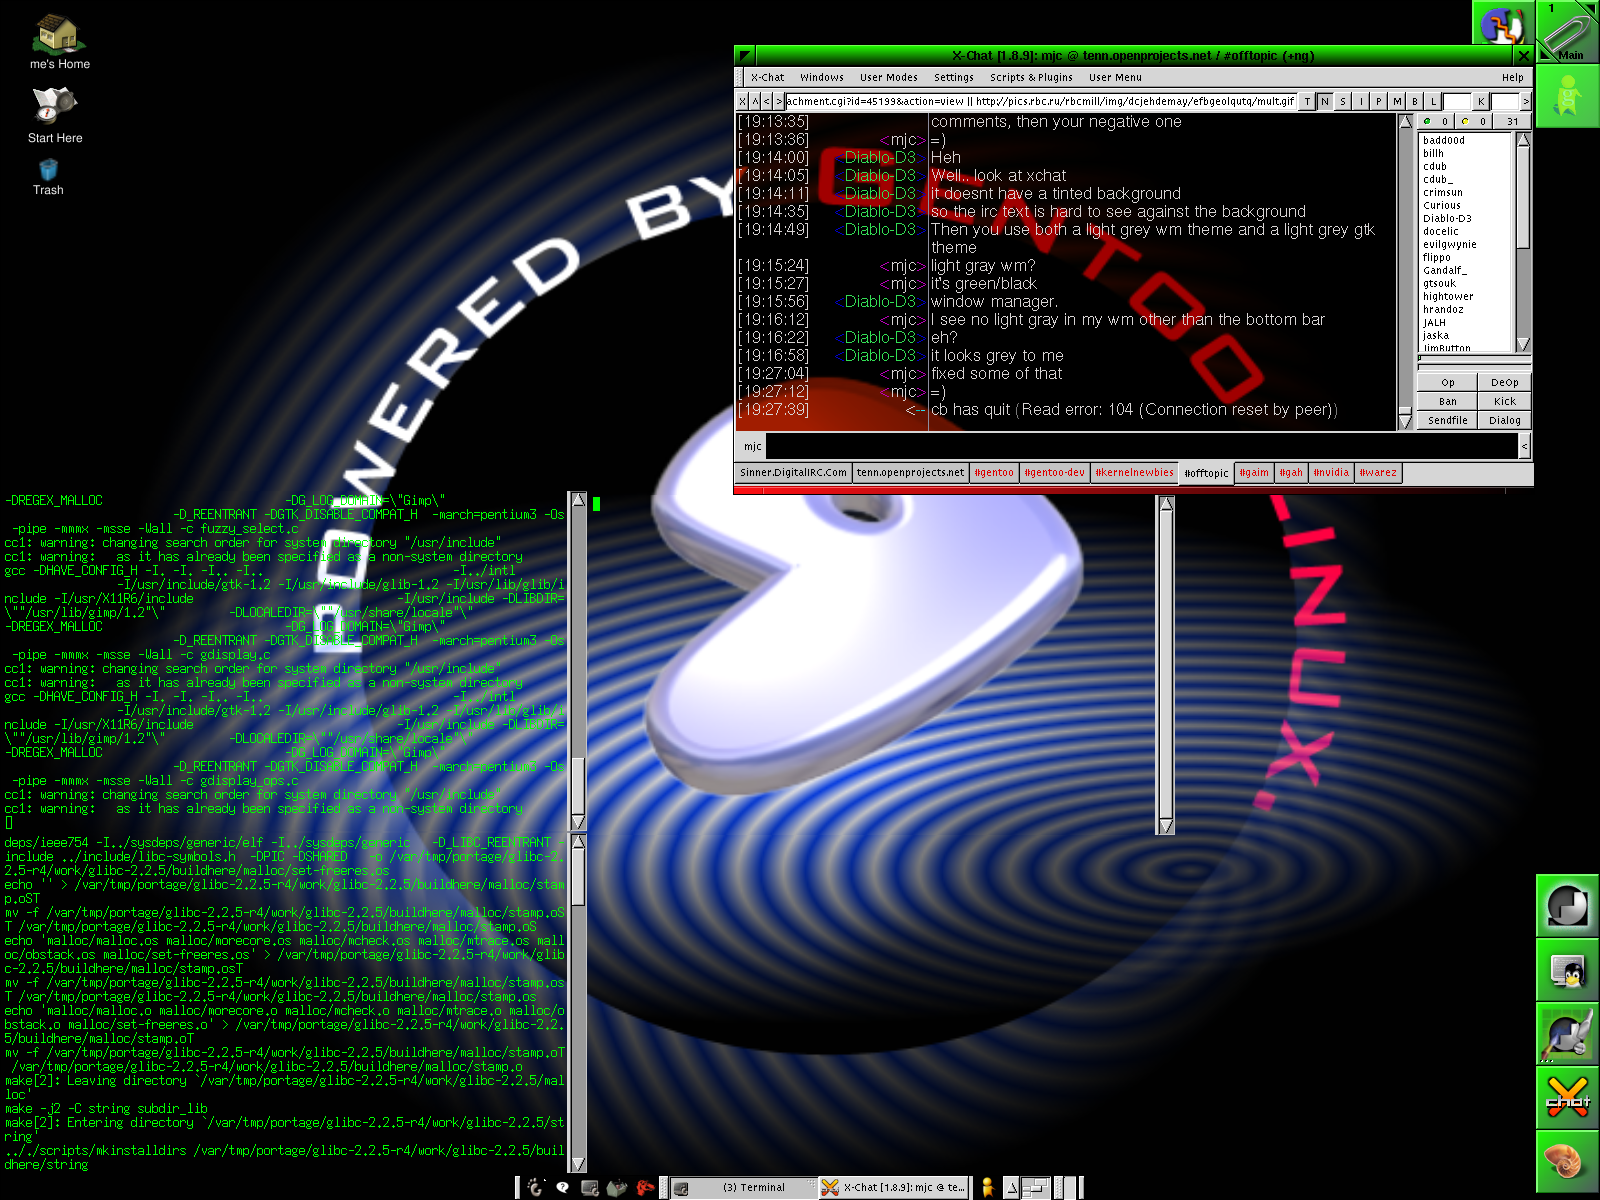 me's Home
Start Here
Trash
POWERED BY
GENTOO
LINUX.
1
Main
X-Chat [1.8.9]: mjc @ tenn.openprojects.net / #offtopic (+ng)
X-Chat Windows User Modes Settings Scripts & Plugins User Menu Help
X ^ < > achment.cgi?id=45199&action=view || http://pics.rbc.ru/rbcmill/img/dcjehdemay/efbgeolqutq/mult.gif T N S I P M B L K >
[19:13:35] comments, then your negative one
[19:13:36] <mjc> =)
[19:14:00] <Diablo-D3> Heh
[19:14:05] <Diablo-D3> Well.. look at xchat
[19:14:11] <Diablo-D3> it doesnt have a tinted background
[19:14:35] <Diablo-D3> so the irc text is hard to see against the background
[19:14:49] <Diablo-D3> Then you use both a light grey wm theme and a light grey gtk
theme
[19:15:24] <mjc> light gray wm?
[19:15:27] <mjc> it's green/black
[19:15:56] <Diablo-D3> window manager.
[19:16:12] <mjc> I see no light gray in my wm other than the bottom bar
[19:16:22] <Diablo-D3> eh?
[19:16:58] <Diablo-D3> it looks grey to me
[19:27:04] <mjc> fixed some of that
[19:27:12] <mjc> =)
[19:27:39] <-- cb has quit (Read error: 104 (Connection reset by peer))
0 0 31
badd00d
billh
cdub
cdub_
crimsun
Curious
Diablo-D3
docelic
evilgwynie
flippo
Gandalf_
gtsouk
hightower
hrandoz
JALH
jaska
JimButton
Op DeOp
Ban Kick
Sendfile Dialog
mjc <
Sinner.DigitalIRC.Com tenn.openprojects.net #gentoo #gentoo-dev #kernelnewbies #offtopic #gaim #gah #nvidia #warez
-DREGEX_MALLOC -DG_LOG_DOMAIN=\"Gimp\"
-D_REENTRANT -DGTK_DISABLE_COMPAT_H -march=pentium3 -Os
-pipe -mmmx -msse -Wall -c fuzzy_select.c
cc1: warning: changing search order for system directory "/usr/include"
cc1: warning: as it has already been specified as a non-system directory
gcc -DHAVE_CONFIG_H -I. -I. -I.. -I.. -I../intl
-I/usr/include/gtk-1.2 -I/usr/include/glib-1.2 -I/usr/lib/glib/i
nclude -I/usr/X11R6/include -I/usr/include -DLIBDIR=
\""/usr/lib/gimp/1.2"\" -DLOCALEDIR=\""/usr/share/locale"\"
-DREGEX_MALLOC -DG_LOG_DOMAIN=\"Gimp\"
-D_REENTRANT -DGTK_DISABLE_COMPAT_H -march=pentium3 -Os
-pipe -mmmx -msse -Wall -c gdisplay.c
cc1: warning: changing search order for system directory "/usr/include"
cc1: warning: as it has already been specified as a non-system directory
gcc -DHAVE_CONFIG_H -I. -I. -I.. -I.. -I../intl
-I/usr/include/gtk-1.2 -I/usr/include/glib-1.2 -I/usr/lib/glib/i
nclude -I/usr/X11R6/include -I/usr/include -DLIBDIR=
\""/usr/lib/gimp/1.2"\" -DLOCALEDIR=\""/usr/share/locale"\"
-DREGEX_MALLOC -DG_LOG_DOMAIN=\"Gimp\"
-D_REENTRANT -DGTK_DISABLE_COMPAT_H -march=pentium3 -Os
-pipe -mmmx -msse -Wall -c gdisplay_ops.c
cc1: warning: changing search order for system directory "/usr/include"
cc1: warning: as it has already been specified as a non-system directory
deps/ieee754 -I../sysdeps/generic/elf -I../sysdeps/generic -D_LIBC_REENTRANT -
include ../include/libc-symbols.h -DPIC -DSHARED -o /var/tmp/portage/glibc-2.
2.5-r4/work/glibc-2.2.5/buildhere/malloc/set-freeres.os
echo '' > /var/tmp/portage/glibc-2.2.5-r4/work/glibc-2.2.5/buildhere/malloc/stam
p.oST
mv -f /var/tmp/portage/glibc-2.2.5-r4/work/glibc-2.2.5/buildhere/malloc/stamp.oS
T /var/tmp/portage/glibc-2.2.5-r4/work/glibc-2.2.5/buildhere/malloc/stamp.oS
echo 'malloc/malloc.os malloc/morecore.os malloc/mcheck.os malloc/mtrace.os mall
oc/obstack.os malloc/set-freeres.os' > /var/tmp/portage/glibc-2.2.5-r4/work/glib
c-2.2.5/buildhere/malloc/stamp.osT
mv -f /var/tmp/portage/glibc-2.2.5-r4/work/glibc-2.2.5/buildhere/malloc/stamp.os
T /var/tmp/portage/glibc-2.2.5-r4/work/glibc-2.2.5/buildhere/malloc/stamp.os
echo 'malloc/malloc.o malloc/morecore.o malloc/mcheck.o malloc/mtrace.o malloc/o
bstack.o malloc/set-freeres.o' > /var/tmp/portage/glibc-2.2.5-r4/work/glibc-2.2.
5/buildhere/malloc/stamp.oT
mv -f /var/tmp/portage/glibc-2.2.5-r4/work/glibc-2.2.5/buildhere/malloc/stamp.oT
/var/tmp/portage/glibc-2.2.5-r4/work/glibc-2.2.5/buildhere/malloc/stamp.o
make[2]: Leaving directory `/var/tmp/portage/glibc-2.2.5-r4/work/glibc-2.2.5/mal
loc'
make -j2 -C string subdir_lib
make[2]: Entering directory `/var/tmp/portage/glibc-2.2.5-r4/work/glibc-2.2.5/st
ring'
.././scripts/mkinstalldirs /var/tmp/portage/glibc-2.2.5-r4/work/glibc-2.2.5/buil
dhere/string
chat
(3) Terminal
X-Chat [1.8.9]: mjc @ te...